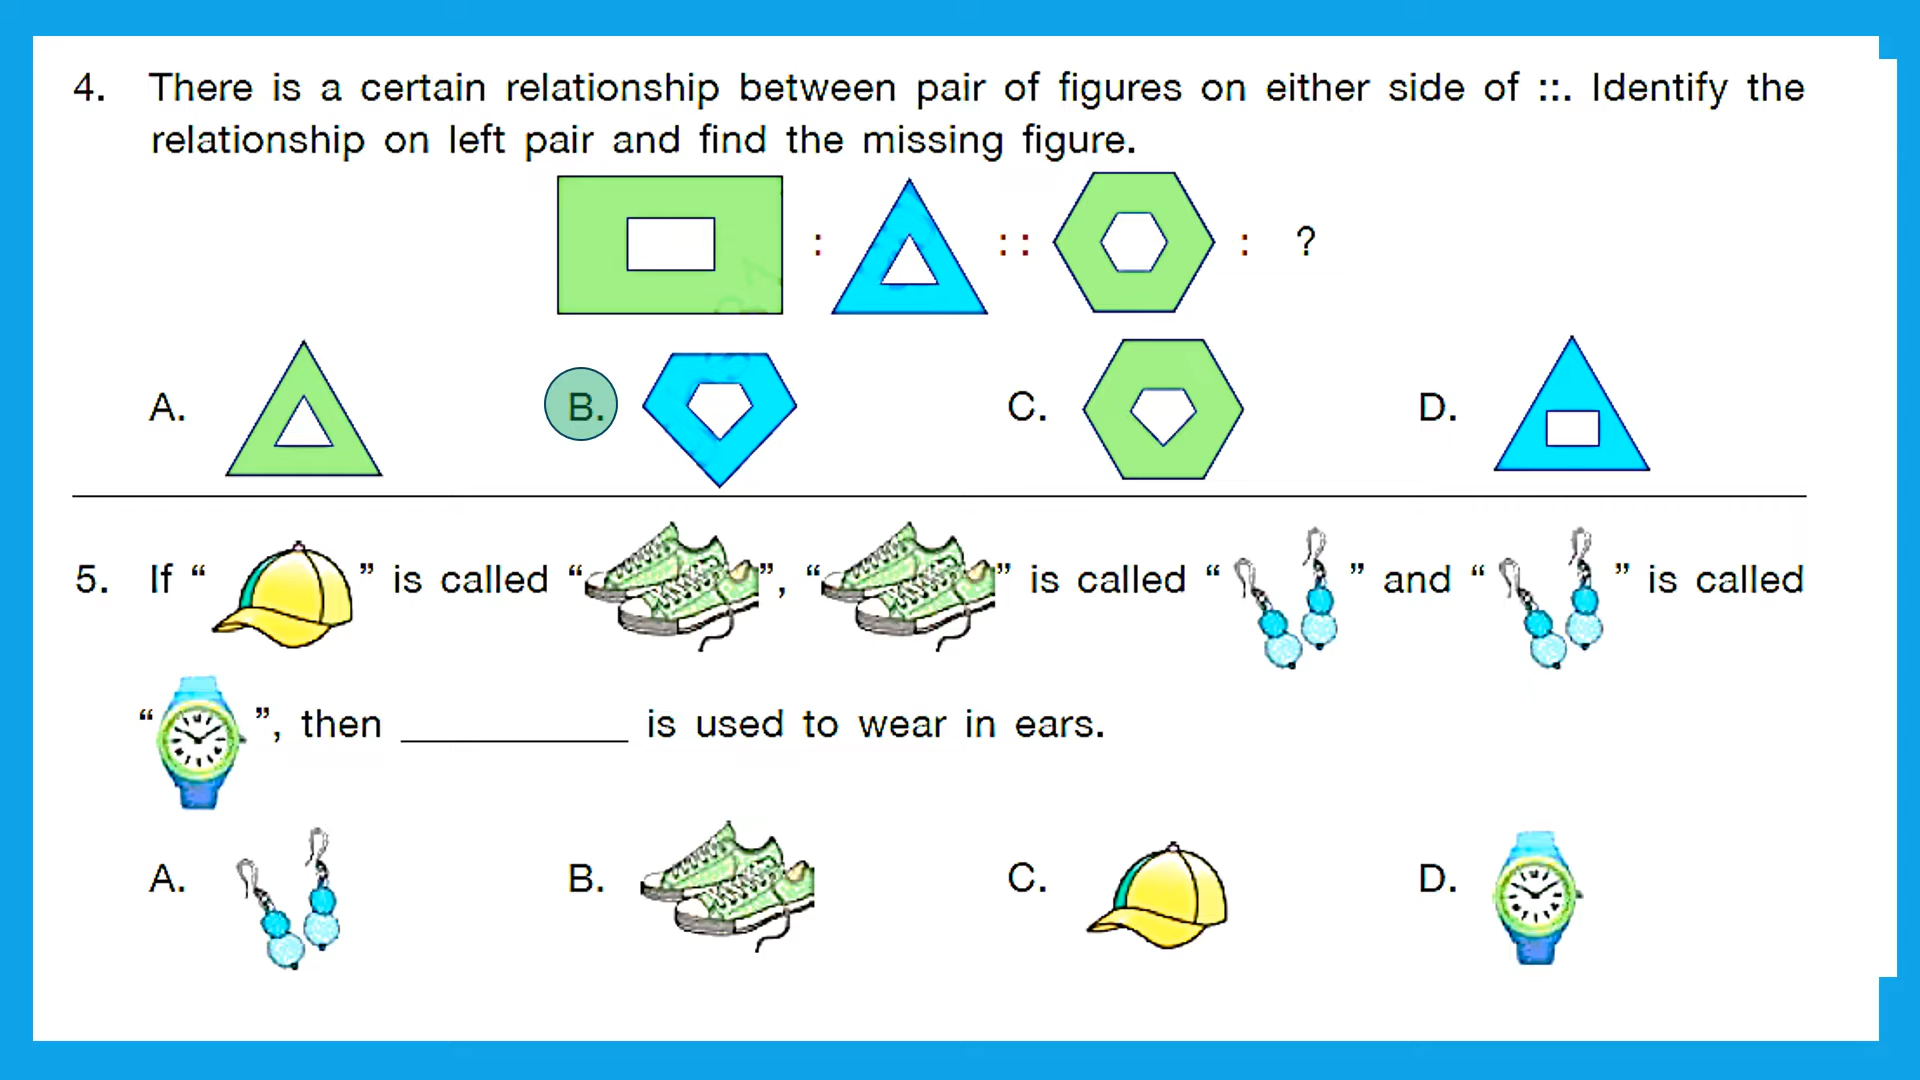 4. There is a certain relationship between pair of figures on either side of ::. Identify the
relationship on left pair and find the missing figure.
: :: : ?
A. B. C. D.
5. If “ ” is called “ ”, “ ” is called “ ” and “ ” is called
“ ”, then __________ is used to wear in ears.
A. B. C. D.